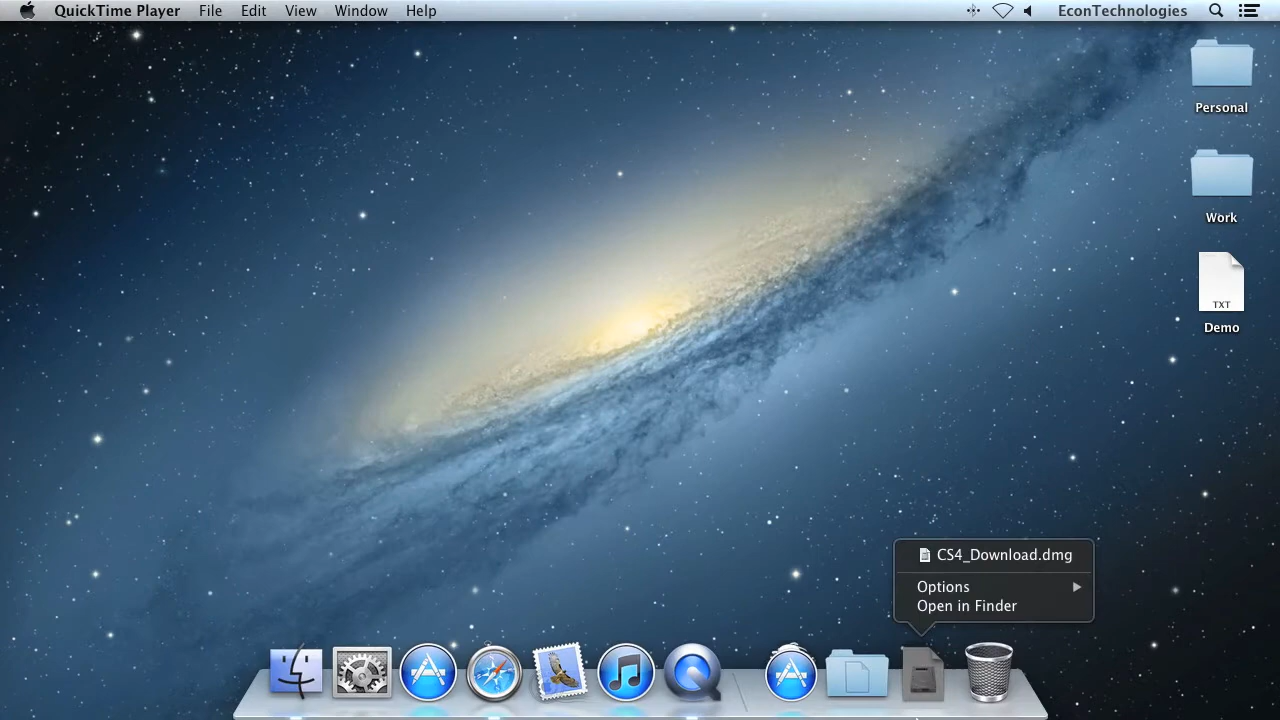 QuickTime Player File Edit View Window Help EconTechnologies
Personal
Work
TXT
Demo
CS4_Download.dmg
Options
Open in Finder